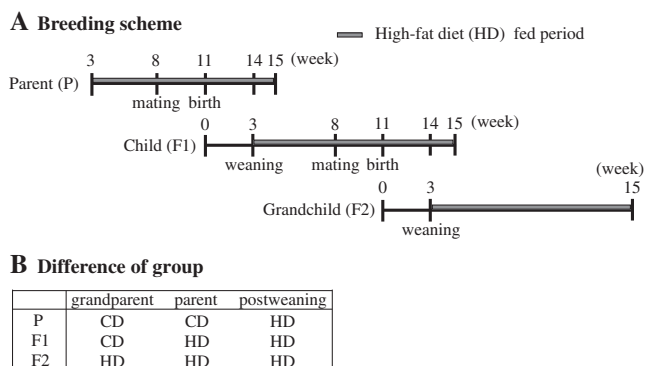 A Breeding scheme
High-fat diet (HD) fed period
3 8 11 14 15 (week)
Parent (P)
mating birth
0 3 8 11 14 15 (week)
Child (F1)
weaning mating birth
(week)
0 3 15
Grandchild (F2)
weaning
B Difference of group
grandparent parent postweaning
P CD CD HD
F1 CD HD HD
F2 HD HD HD